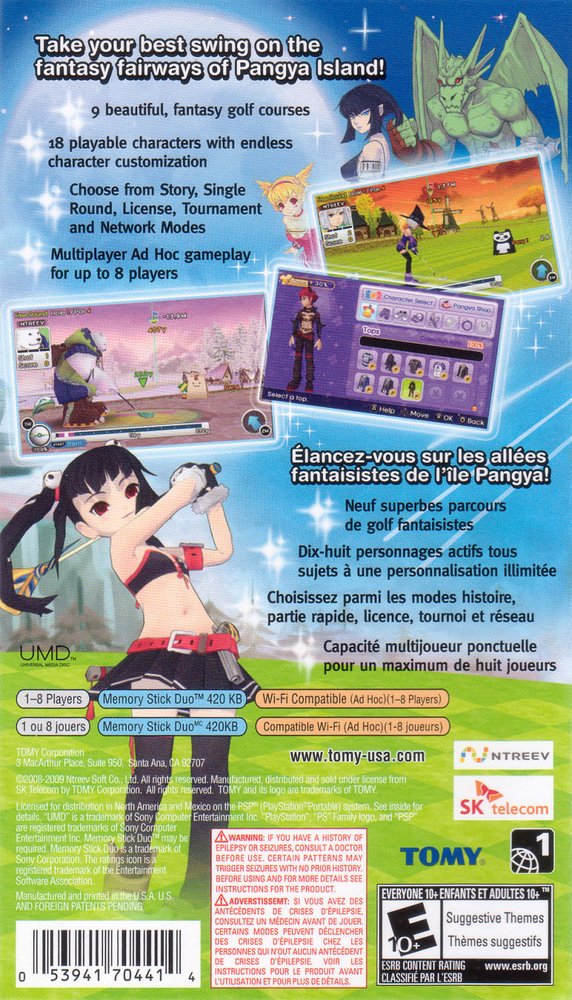 Take your best swing on the
fantasy fairways of Pangya Island!
9 beautiful, fantasy golf courses
18 playable characters with endless
character customization
Choose from Story, Single
Round, License, Tournament
and Network Modes
Multiplayer Ad Hoc gameplay
for up to 8 players
Character Select
Pangya Shop
Tops
Collection Rate
100%
Select a top.
Help
Move
OK
Back
NTREEV
Shot 1
Score 0
Élancez-vous sur les allées
fantaisistes de l'île Pangya!
Neuf superbes parcours
de golf fantaisistes
Dix-huit personnages actifs tous
sujets à une personnalisation illimitée
Choisissez parmi les modes histoire,
partie rapide, licence, tournoi et réseau
Capacité multijoueur ponctuelle
pour un maximum de huit joueurs
UMD™
UNIVERSAL MEDIA DISC
1–8 Players
Memory Stick Duo™ 420 KB
Wi-Fi Compatible (Ad Hoc)(1–8 Players)
1 ou 8 jouers
Memory Stick Duo MC 420KB
Compatible Wi-Fi (Ad Hoc)(1-8 joueurs)
TOMY Corporation
3 MacArthur Place, Suite 950, Santa Ana, CA 92707
www.tomy-usa.com
NTREEV
©2008-2009 Ntreev Soft Co., Ltd. All rights reserved. Manufactured, distributed and sold under license from
SK Telecom by TOMY Corporation. All rights reserved. TOMY and its logo are trademarks of TOMY.
SK telecom
Licensed for distribution in North America and Mexico on the PSP® (PlayStation®Portable) system. See inside for
details. "UMD" is a trademark of Sony Computer Entertainment Inc. "PlayStation", "PS" Family logo, and "PSP"
are registered trademarks of Sony Computer
Entertainment Inc. Memory Stick Duo™ may be
required. Memory Stick Duo is a trademark of
Sony Corporation. The ratings icon is a
registered trademark of the Entertainment
Software Association.
Manufactured and printed in the U.S.A. U.S.
AND FOREIGN PATENTS PENDING.
WARNING: IF YOU HAVE A HISTORY OF
EPILEPSY OR SEIZURES, CONSULT A DOCTOR
BEFORE USE. CERTAIN PATTERNS MAY
TRIGGER SEIZURES WITH NO PRIOR HISTORY.
BEFORE USING AND FOR MORE DETAILS SEE
INSTRUCTIONS FOR THE PRODUCT.
ADVERSTISSEMT: SI VOUS AVEZ DES
ANTÉCÉDENTS DE CRISES D'ÉPILEPSIE,
CONSULTEZ UN MÉDECIN AVANT DE JOUER.
CERTAINS MODES PEUVENT DÉCLENCHER
DES CRISES D'ÉPILEPSIE CHEZ LES
PERSONNES QUI N'ONT AUCUN ANTÉCÉDENT
DE CRISES D'ÉPILEPSIE. VOIR LES
INSTRUCTIONS POUR LE PRODUIT AVANT
L'UTILISATION ET POUR PLUS DE DÉTAILS.
TOMY
1
EVERYONE 10+ ENFANTS ET ADULTES 10+
E
10+
Suggestive Themes
Thèmes suggestifs
ESRB CONTENT RATING www.esrb.org
CLASSIFIÉ PAR L'ESRB
0 53941 70441 4